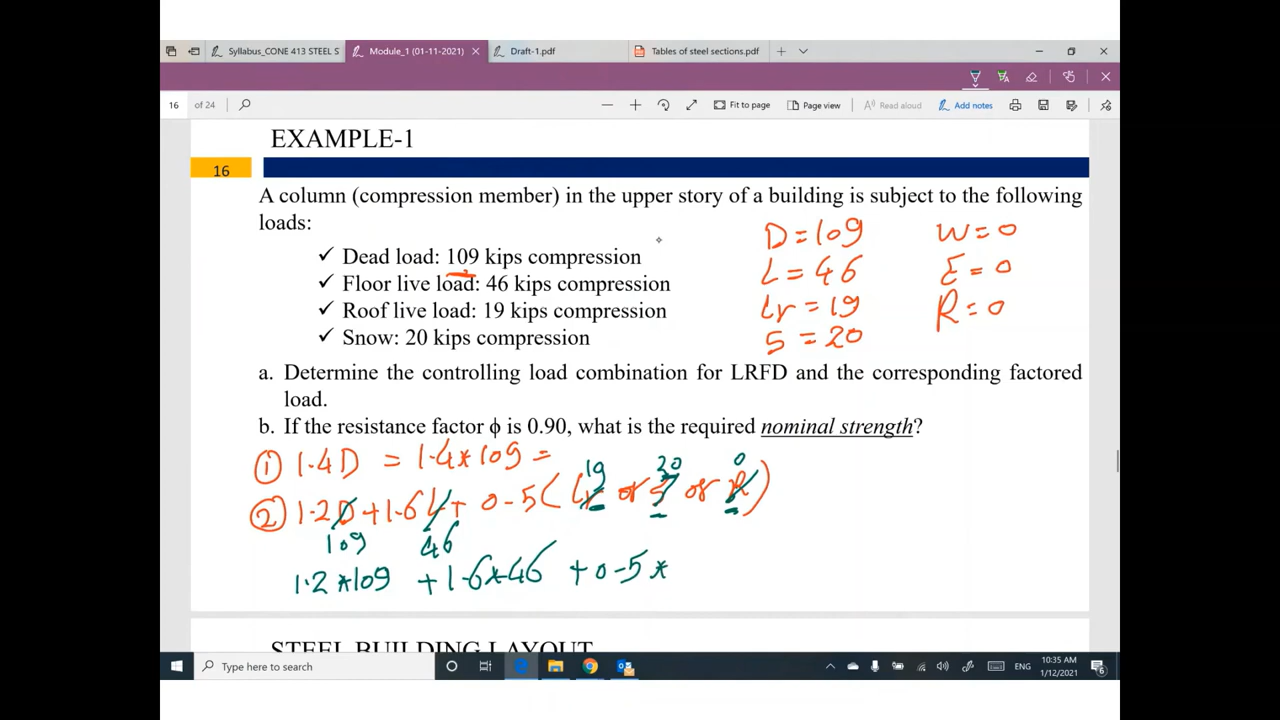 Syllabus_CONE 413 STEEL S
Module_1 (01-11-2021)
Draft-1.pdf
Tables of steel sections.pdf
16 of 24
Fit to page
Page view
Read aloud
Add notes
EXAMPLE-1
16
A column (compression member) in the upper story of a building is subject to the following
loads:
✓ Dead load: 109 kips compression
✓ Floor live load: 46 kips compression
✓ Roof live load: 19 kips compression
✓ Snow: 20 kips compression
D = 109
L = 46
Lr = 19
S = 20
W = 0
E = 0
R = 0
a. Determine the controlling load combination for LRFD and the corresponding factored
load.
b. If the resistance factor ϕ is 0.90, what is the required nominal strength?
① 1.4D = 1.4*109 =
19 20 0
② 1.2D + 1.6L + 0.5 ( Lr or S or R )
109 46
1.2*109 + 1.6*46 + 0.5*
STEEL BUILDING LAYOUT
Type here to search
ENG
10:35 AM
1/12/2021
6